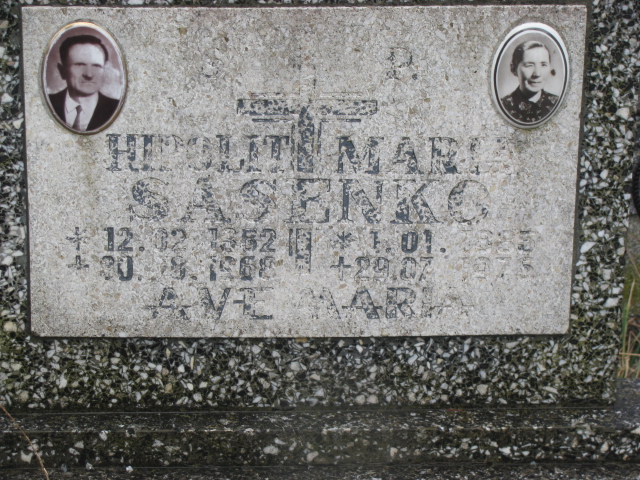 Ś. P.
HIPOLIT MARIA
SASENKO
12.02.
* 1.01.
+29.07.
AVE MARIA